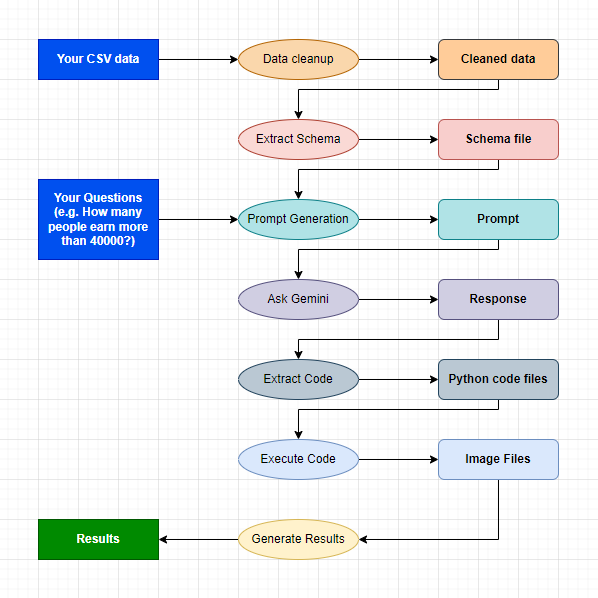 Your CSV data
Data cleanup
Cleaned data
Extract Schema
Schema file
Your Questions
(e.g. How many
people earn more
than 40000?)
Prompt Generation
Prompt
Ask Gemini
Response
Extract Code
Python code files
Execute Code
Image Files
Results
Generate Results